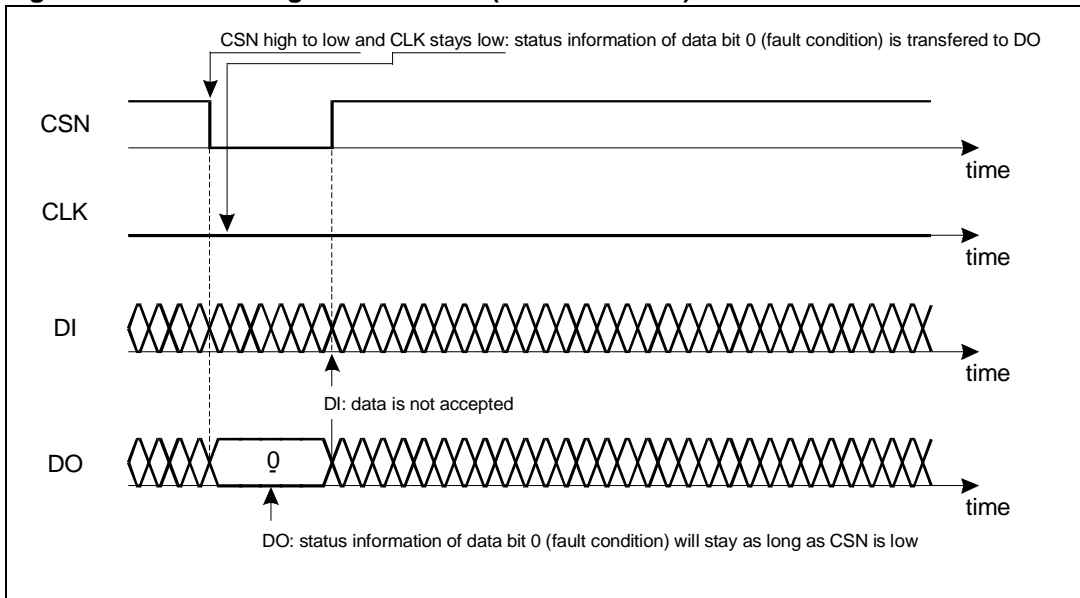 CSN high to low and CLK stays low: status information of data bit 0 (fault condition) is transfered to DO
CSN
time
CLK
time
DI
time
DI: data is not accepted
DO
0
time
DO: status information of data bit 0 (fault condition) will stay as long as CSN is low